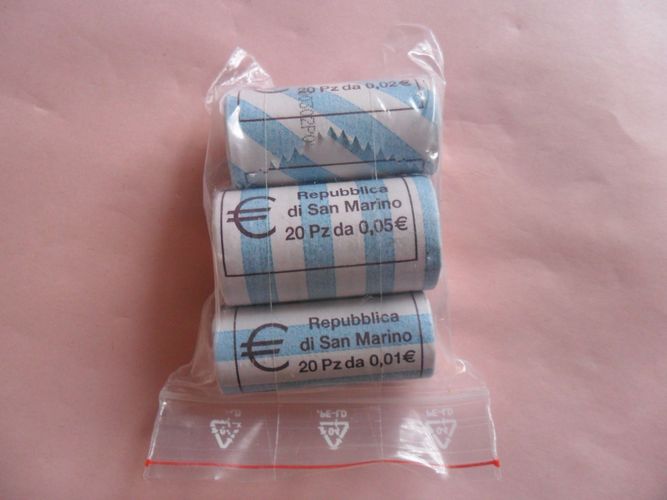 20 Pz da 0,02€
€ Repubblica
di San Marino
20 Pz da 0,05€
€ Repubblica
di San Marino
20 Pz da 0,01€